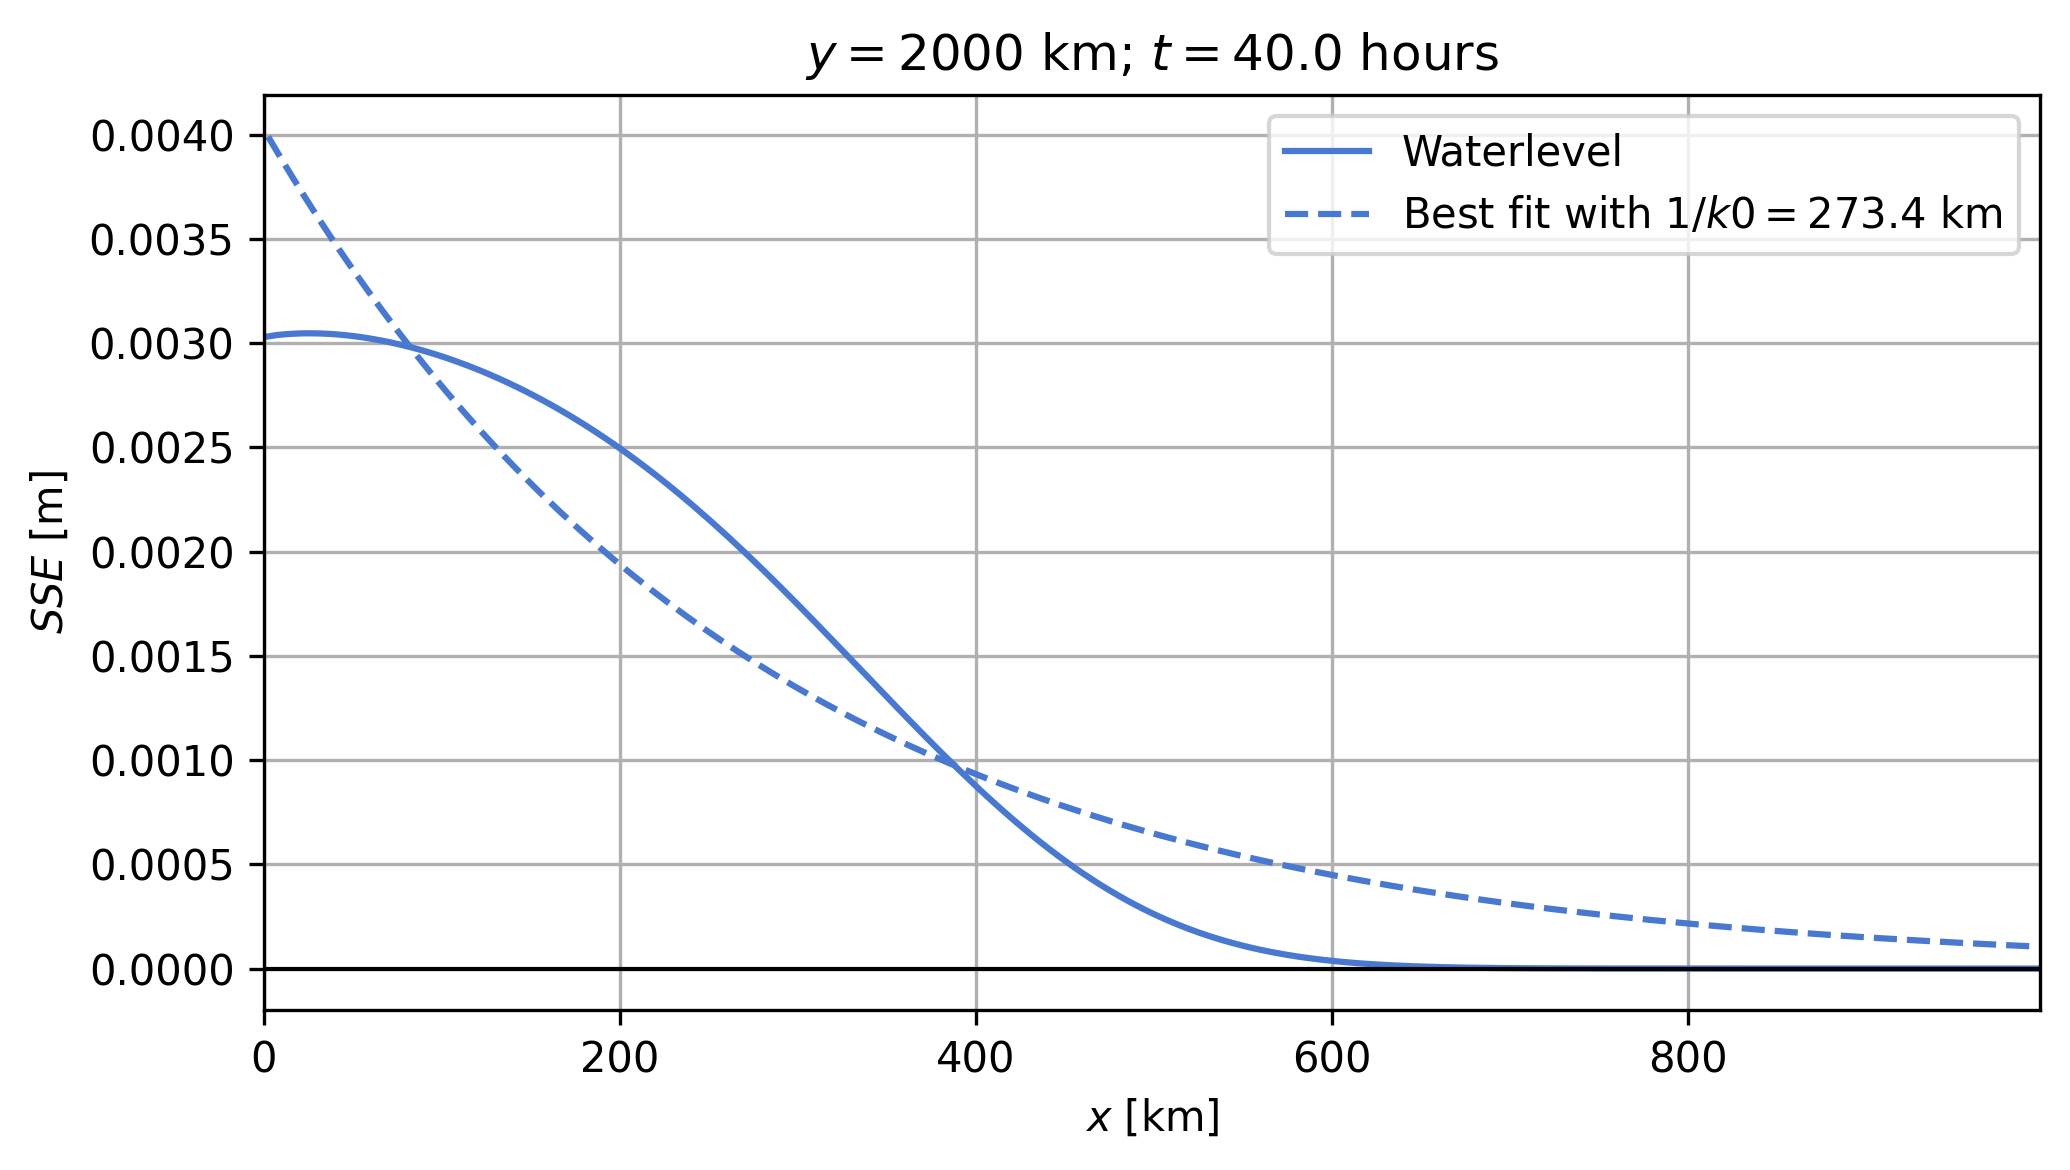 y = 2000 km; t = 40.0 hours
Waterlevel
Best fit with 1/k0 = 273.4 km
SSE [m]
0.0040
0.0035
0.0030
0.0025
0.0020
0.0015
0.0010
0.0005
0.0000
0 200 400 600 800
x [km]